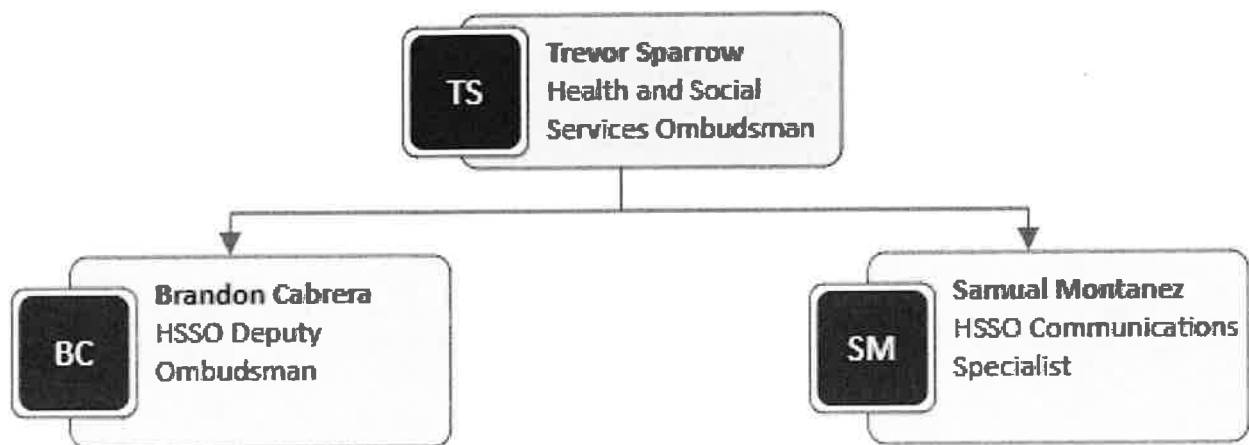 TS
Trevor Sparrow
Health and Social
Services Ombudsman
BC
Brandon Cabrera
HSSO Deputy
Ombudsman
SM
Samual Montanez
HSSO Communications
Specialist